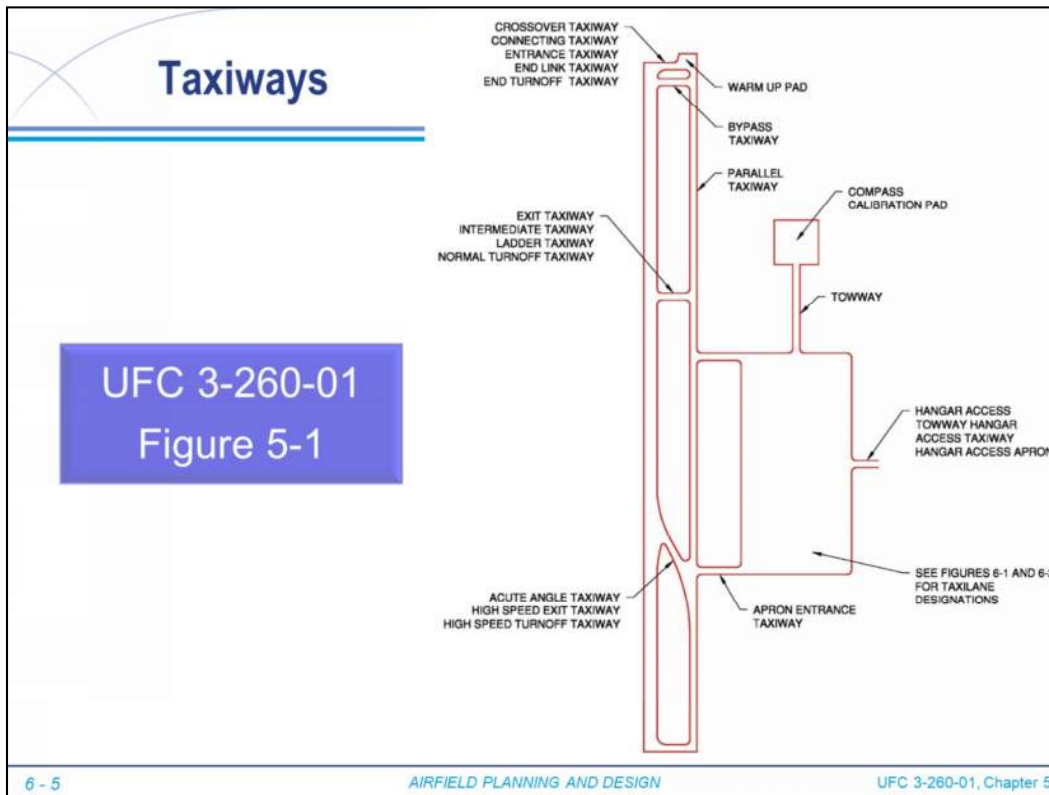 Taxiways
UFC 3-260-01
Figure 5-1
CROSSOVER TAXIWAY
CONNECTING TAXIWAY
ENTRANCE TAXIWAY
END LINK TAXIWAY
END TURNOFF TAXIWAY
WARM UP PAD
BYPASS
TAXIWAY
PARALLEL
TAXIWAY
COMPASS
CALIBRATION PAD
EXIT TAXIWAY
INTERMEDIATE TAXIWAY
LADDER TAXIWAY
NORMAL TURNOFF TAXIWAY
TOWWAY
HANGAR ACCESS
TOWWAY HANGAR
ACCESS TAXIWAY
HANGAR ACCESS APRON
SEE FIGURES 6-1 AND 6-
FOR TAXILANE
DESIGNATIONS
ACUTE ANGLE TAXIWAY
HIGH SPEED EXIT TAXIWAY
HIGH SPEED TURNOFF TAXIWAY
APRON ENTRANCE
TAXIWAY
6 - 5
AIRFIELD PLANNING AND DESIGN
UFC 3-260-01, Chapter 5